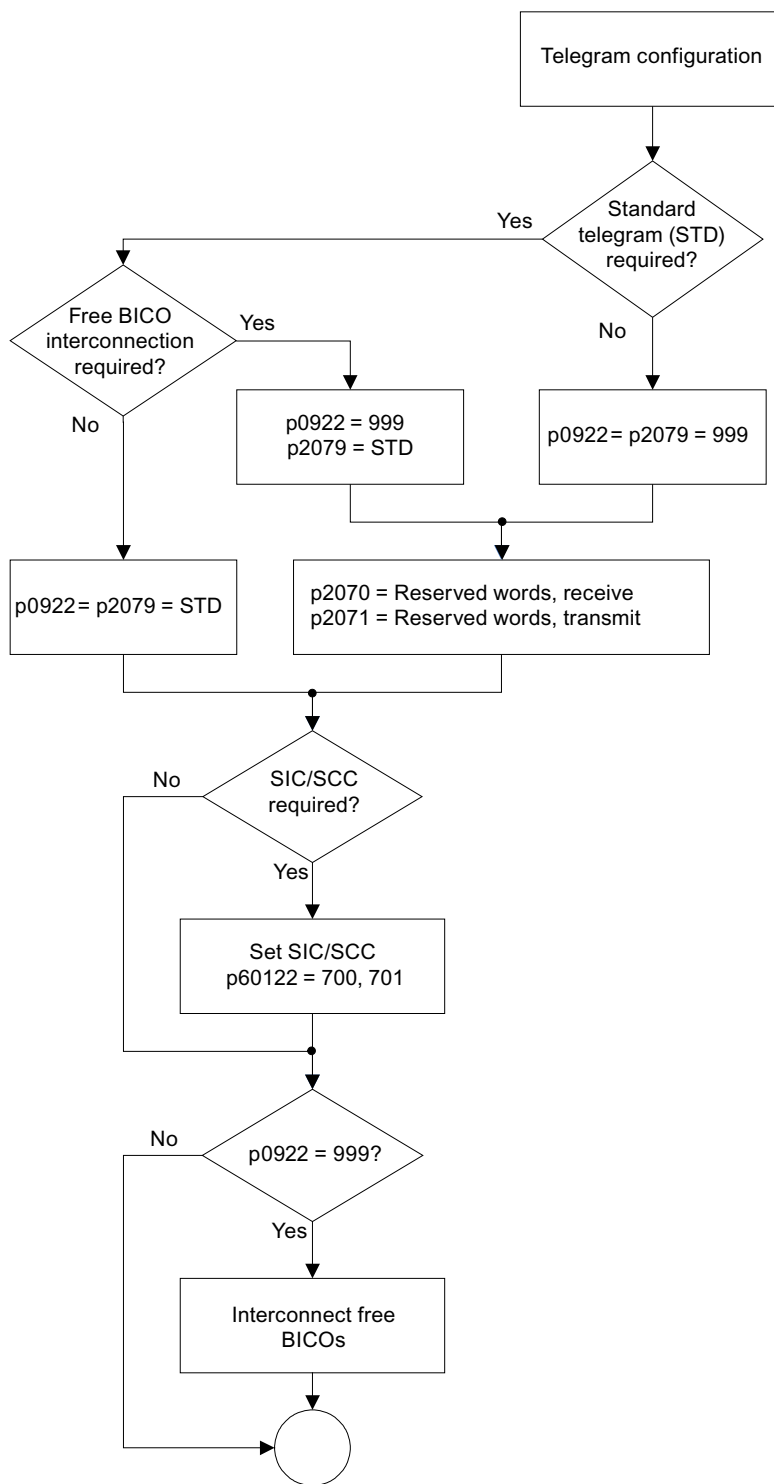 Telegram configuration
Standard
telegram (STD)
required?
Yes
No
Free BICO
interconnection
required?
Yes
No
p0922 = 999
p2079 = STD
p0922 = p2079 = 999
p0922 = p2079 = STD
p2070 = Reserved words, receive
p2071 = Reserved words, transmit
SIC/SCC
required?
No
Yes
Set SIC/SCC
p60122 = 700, 701
p0922 = 999?
No
Yes
Interconnect free
BICOs